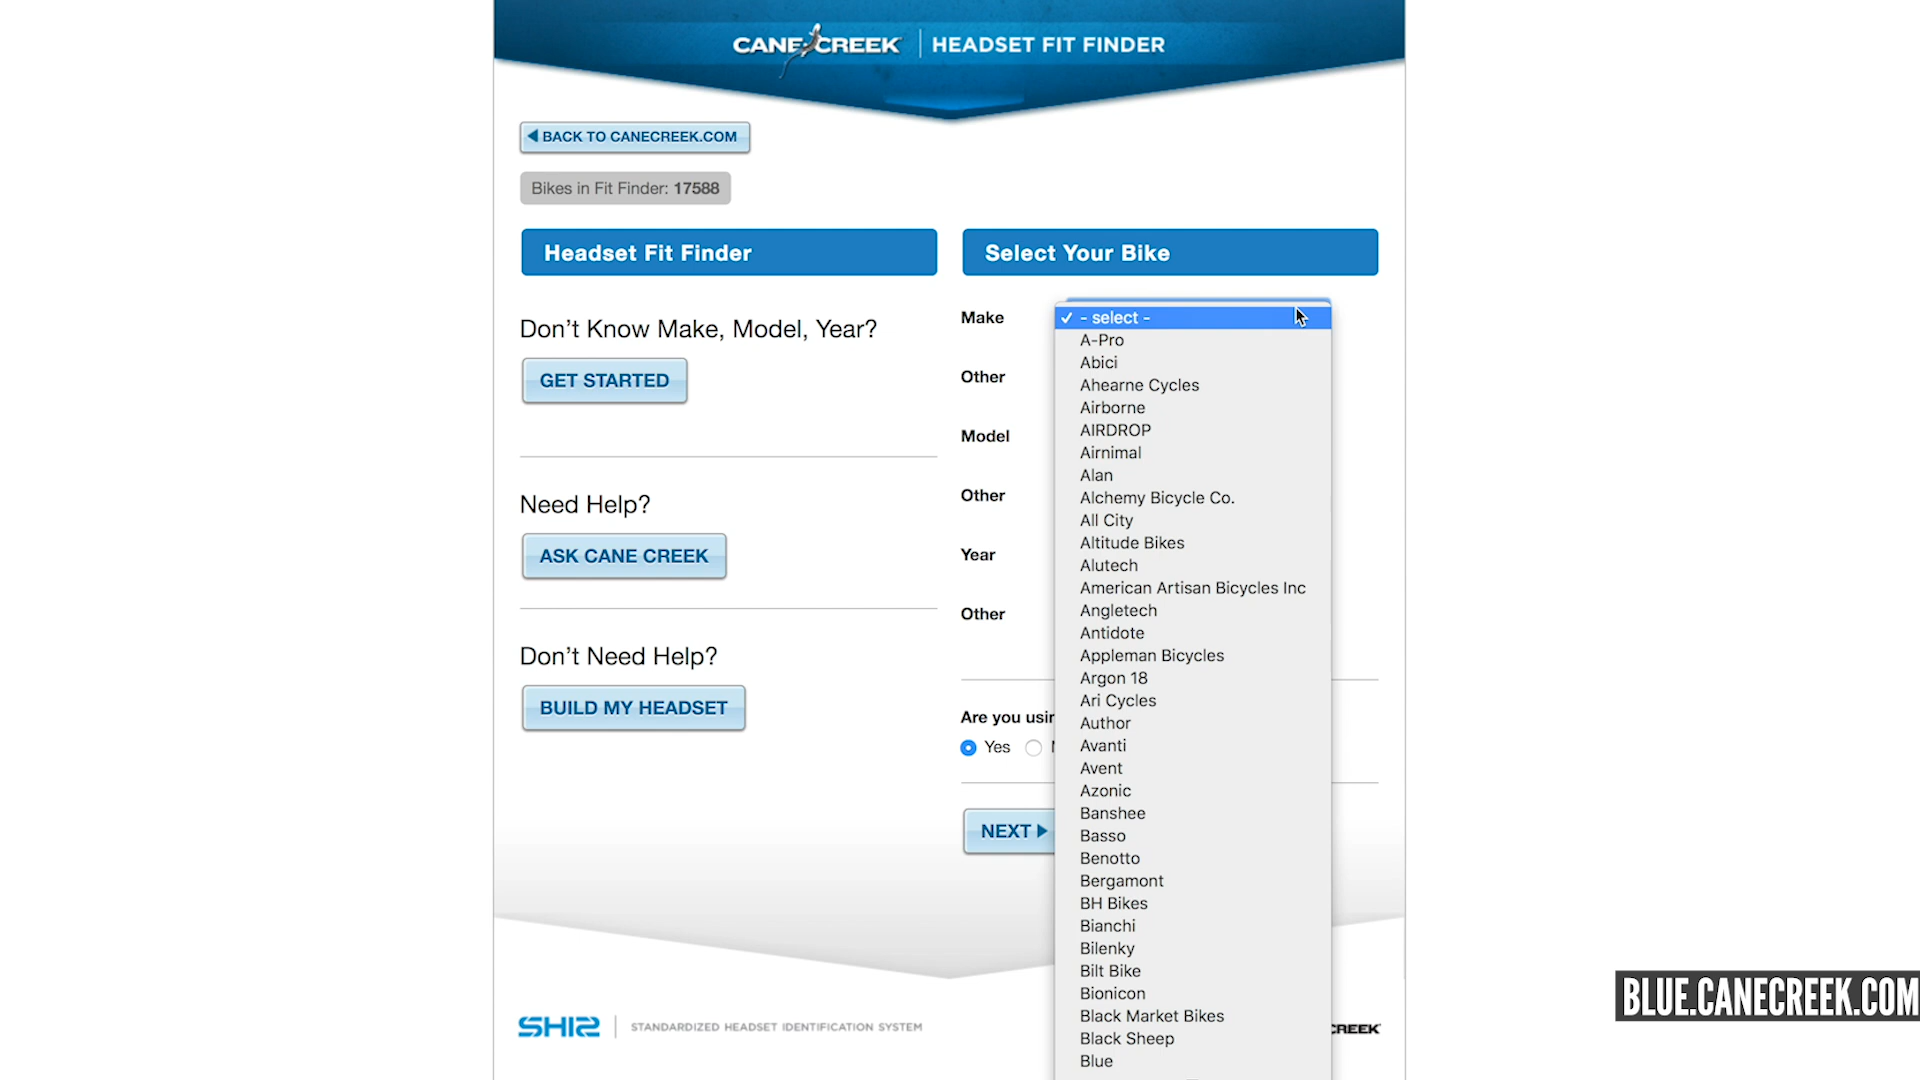 CANE CREEK | HEADSET FIT FINDER
BACK TO CANECREEK.COM
Bikes in Fit Finder: 17588
Headset Fit Finder
Don't Know Make, Model, Year?
GET STARTED
Need Help?
ASK CANE CREEK
Don't Need Help?
BUILD MY HEADSET
Select Your Bike
Make
Other
Model
Other
Year
Other
Are you usin
Yes
NEXT
- select -
A-Pro
Abici
Ahearne Cycles
Airborne
AIRDROP
Airnimal
Alan
Alchemy Bicycle Co.
All City
Altitude Bikes
Alutech
American Artisan Bicycles Inc
Angletech
Antidote
Appleman Bicycles
Argon 18
Ari Cycles
Author
Avanti
Avent
Azonic
Banshee
Basso
Benotto
Bergamont
BH Bikes
Bianchi
Bilenky
Bilt Bike
Bionicon
Black Market Bikes
Black Sheep
Blue
SHIS | STANDARDIZED HEADSET IDENTIFICATION SYSTEM
CREEK
BLUE.CANECREEK.COM